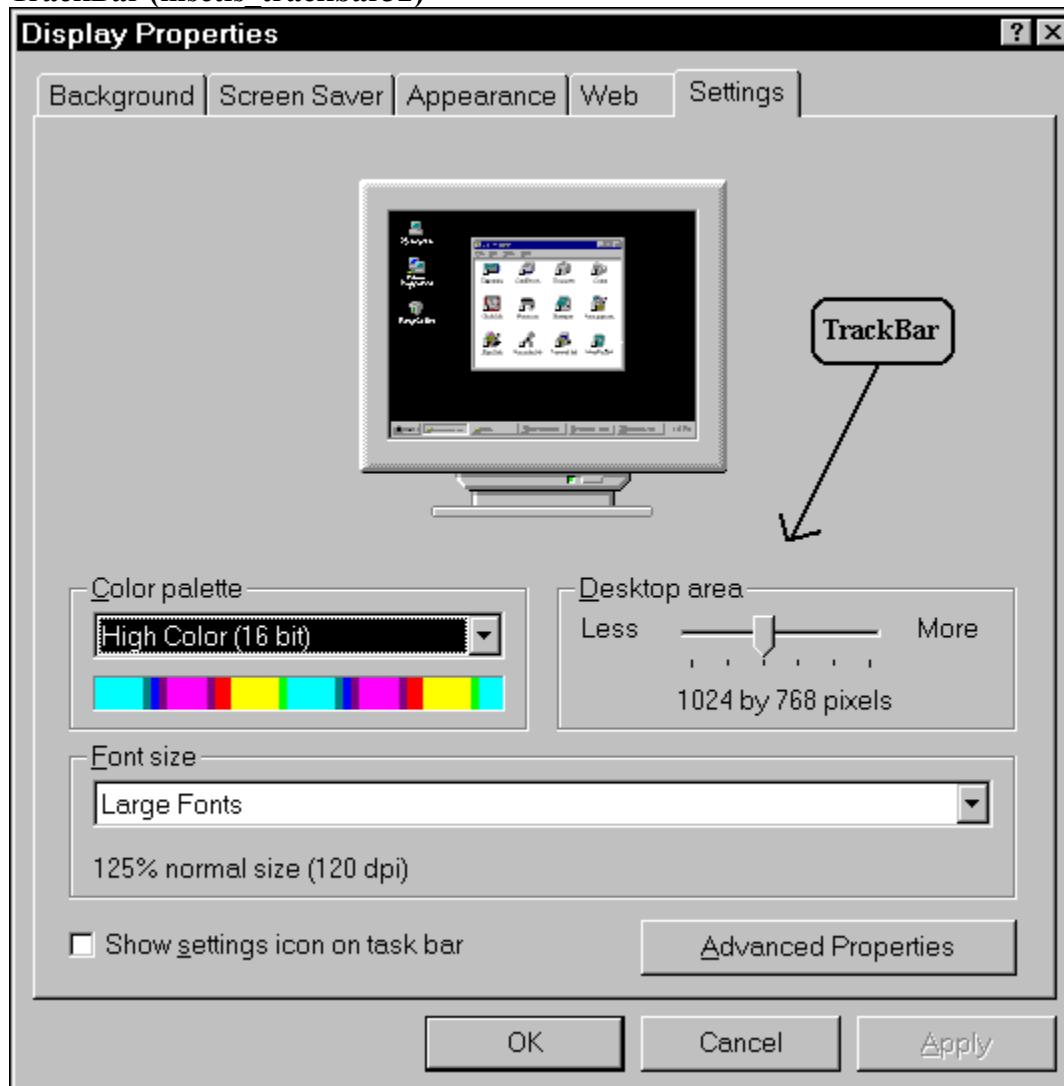 Display Properties
Background Screen Saver Appearance Web Settings
TrackBar
Color palette
High Color (16 bit)
Desktop area
Less More
1024 by 768 pixels
Font size
Large Fonts
125% normal size (120 dpi)
Show settings icon on task bar
Advanced Properties
OK Cancel Apply